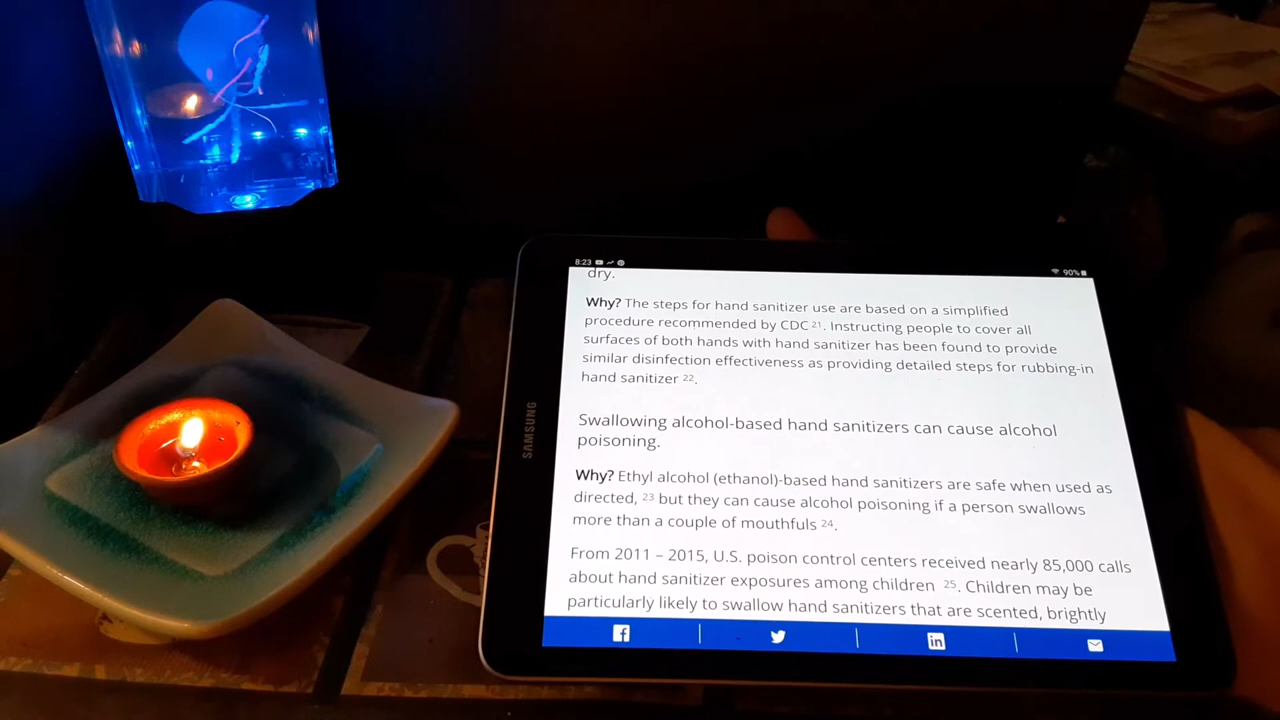 8:23
90%
dry.
Why? The steps for hand sanitizer use are based on a simplified
procedure recommended by CDC 21. Instructing people to cover all
surfaces of both hands with hand sanitizer has been found to provide
similar disinfection effectiveness as providing detailed steps for rubbing-in
hand sanitizer 22.
Swallowing alcohol-based hand sanitizers can cause alcohol
poisoning.
Why? Ethyl alcohol (ethanol)-based hand sanitizers are safe when used as
directed, 23 but they can cause alcohol poisoning if a person swallows
more than a couple of mouthfuls 24.
From 2011 – 2015, U.S. poison control centers received nearly 85,000 calls
about hand sanitizer exposures among children 25. Children may be
particularly likely to swallow hand sanitizers that are scented, brightly
SAMSUNG